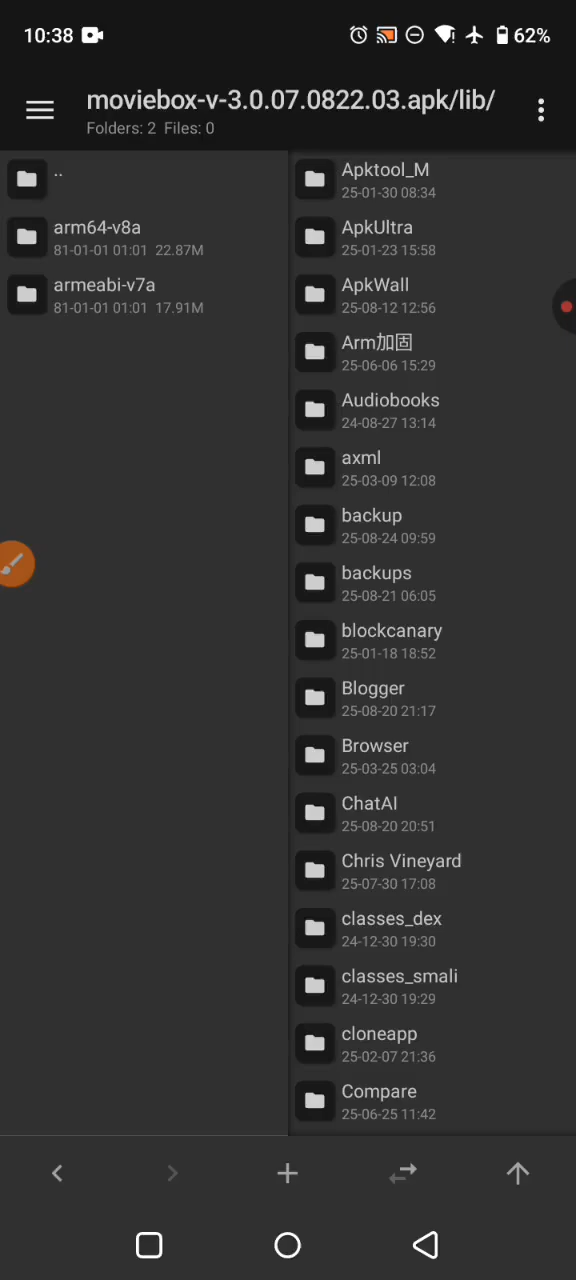 10:38
62%
moviebox-v-3.0.07.0822.03.apk/lib/
Folders: 2 Files: 0
..
arm64-v8a
81-01-01 01:01 22.87M
armeabi-v7a
81-01-01 01:01 17.91M
Apktool_M
25-01-30 08:34
ApkUltra
25-01-23 15:58
ApkWall
25-08-12 12:56
Arm加固
25-06-06 15:29
Audiobooks
24-08-27 13:14
axml
25-03-09 12:08
backup
25-08-24 09:59
backups
25-08-21 06:05
blockcanary
25-01-18 18:52
Blogger
25-08-20 21:17
Browser
25-03-25 03:04
ChatAI
25-08-20 20:51
Chris Vineyard
25-07-30 17:08
classes_dex
24-12-30 19:30
classes_smali
24-12-30 19:29
cloneapp
25-02-07 21:36
Compare
25-06-25 11:42